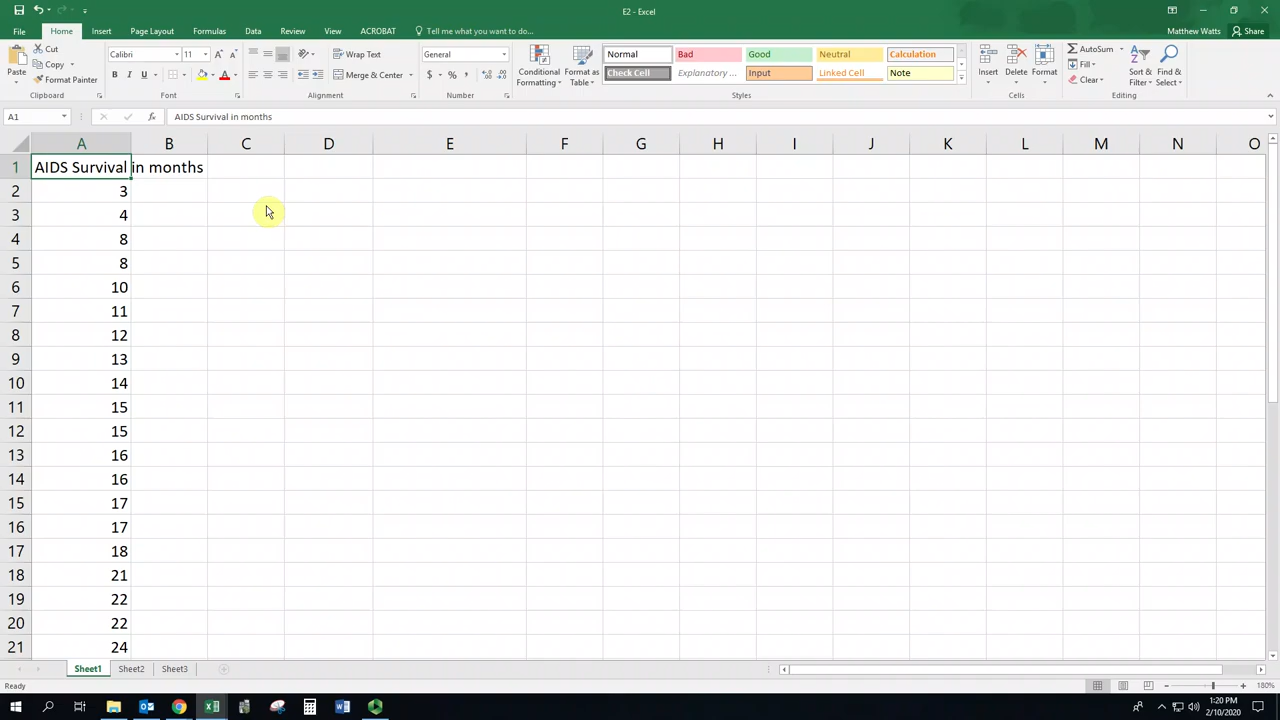 E2 - Excel
File Home Insert Page Layout Formulas Data Review View ACROBAT Tell me what you want to do...
Matthew Watts Share
Paste
Cut
Copy
Format Painter
Clipboard
Calibri 11
B I U A
Font
Wrap Text
Merge & Center
Alignment
General
$ % ,
Number
Conditional Formatting
Format as Table
Normal Bad Good Neutral Calculation
Check Cell Explanatory ... Input Linked Cell Note
Styles
Insert Delete Format
Cells
AutoSum
Fill
Clear
Sort & Filter
Find & Select
Editing
A1 fx AIDS Survival in months
A B C D E F G H I J K L M N O
1 AIDS Survival in months
2 3
3 4
4 8
5 8
6 10
7 11
8 12
9 13
10 14
11 15
12 15
13 16
14 16
15 17
16 17
17 18
18 21
19 22
20 22
21 24
Sheet1 Sheet2 Sheet3
Ready
180%
1:20 PM
2/10/2020